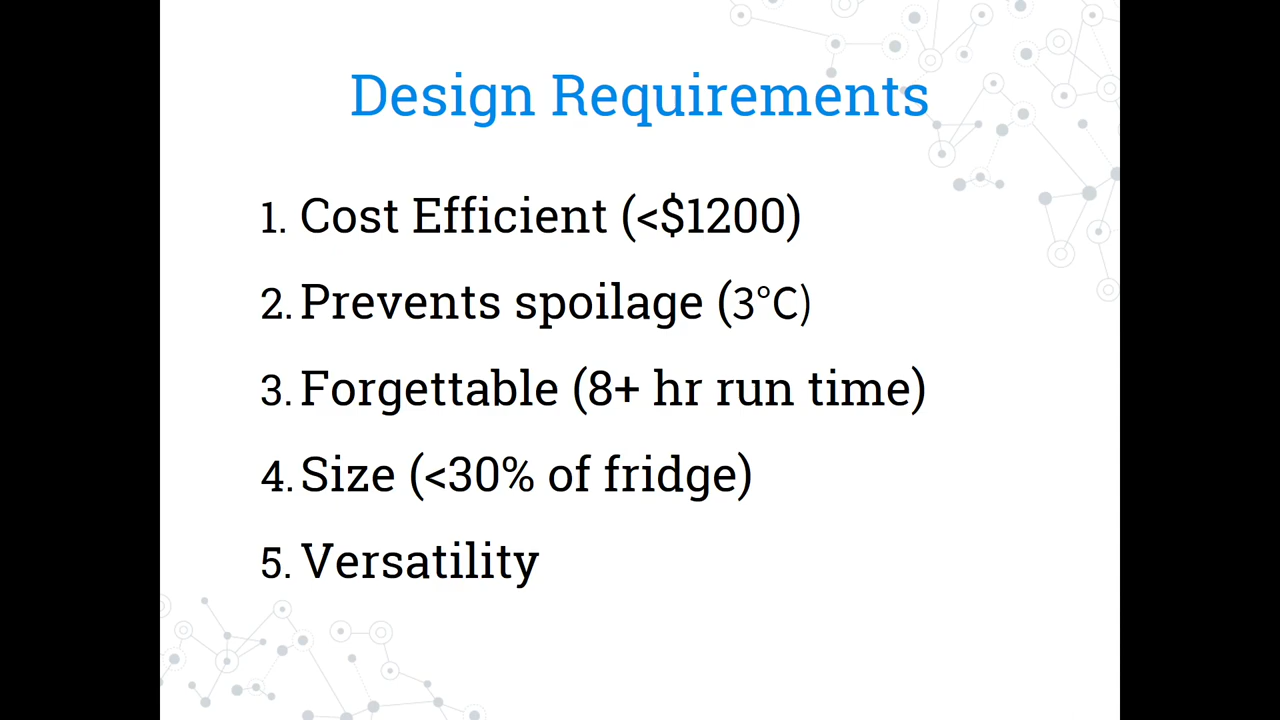 Design Requirements
1. Cost Efficient (<$1200)
2. Prevents spoilage (3°C)
3. Forgettable (8+ hr run time)
4. Size (<30% of fridge)
5. Versatility